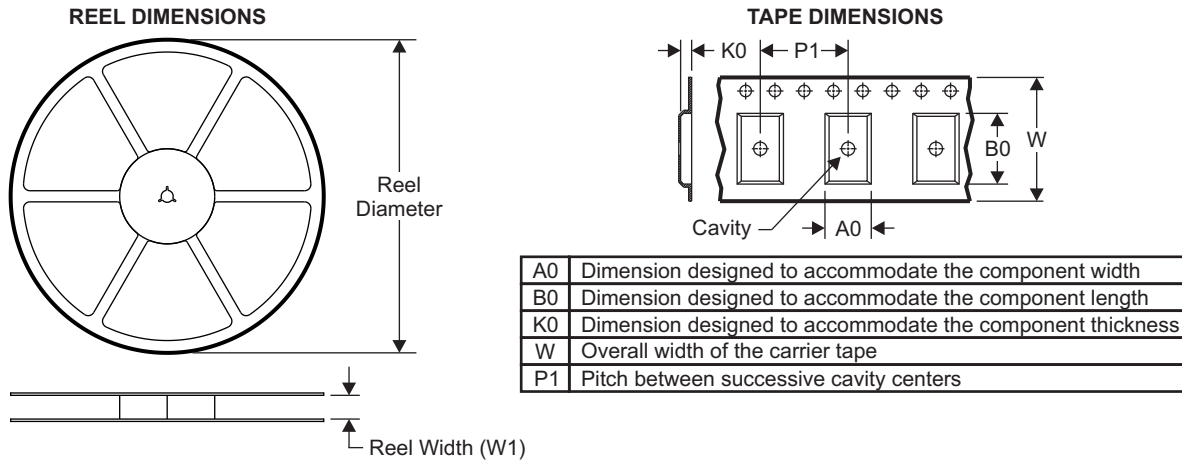 REEL DIMENSIONS
Reel
Diameter
Reel Width (W1)
TAPE DIMENSIONS
K0
P1
B0
W
Cavity
A0
A0 Dimension designed to accommodate the component width
B0 Dimension designed to accommodate the component length
K0 Dimension designed to accommodate the component thickness
W Overall width of the carrier tape
P1 Pitch between successive cavity centers